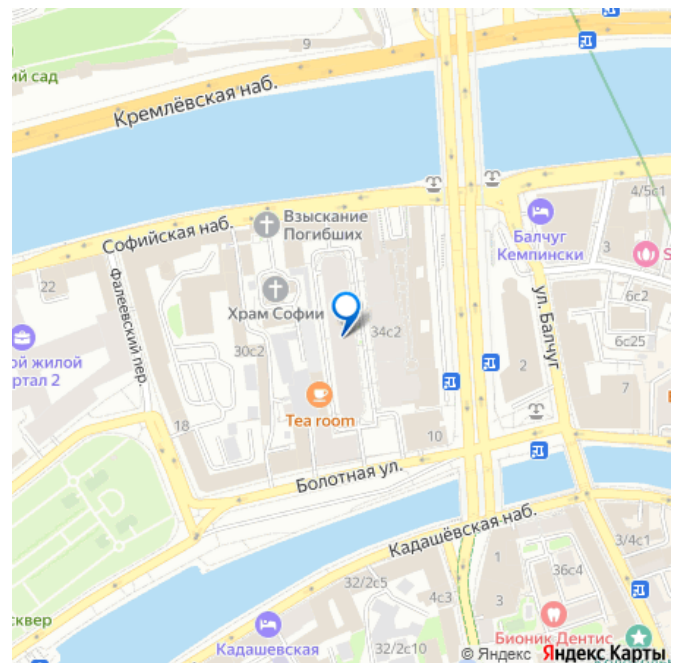 9
ий сад
Кремлёвская наб.
4/5с1
Взыскание
Погибших
Софийская наб.
Балчуг
Кемпински
3
S
22
Фалеевский пер.
Храм Софии
ул. Балчуг
6с2
34с2
6с25
30с2
ой жилой
ртал 2
2
7
Tea room
18
10
Болотная ул.
Кадашёвская наб.
3/4с1
1
36с4
32/2с5
4с3
3
сквер
Кадашевская
32/2с10
Бионик Дентис
© Яндекс Яндекс Карты